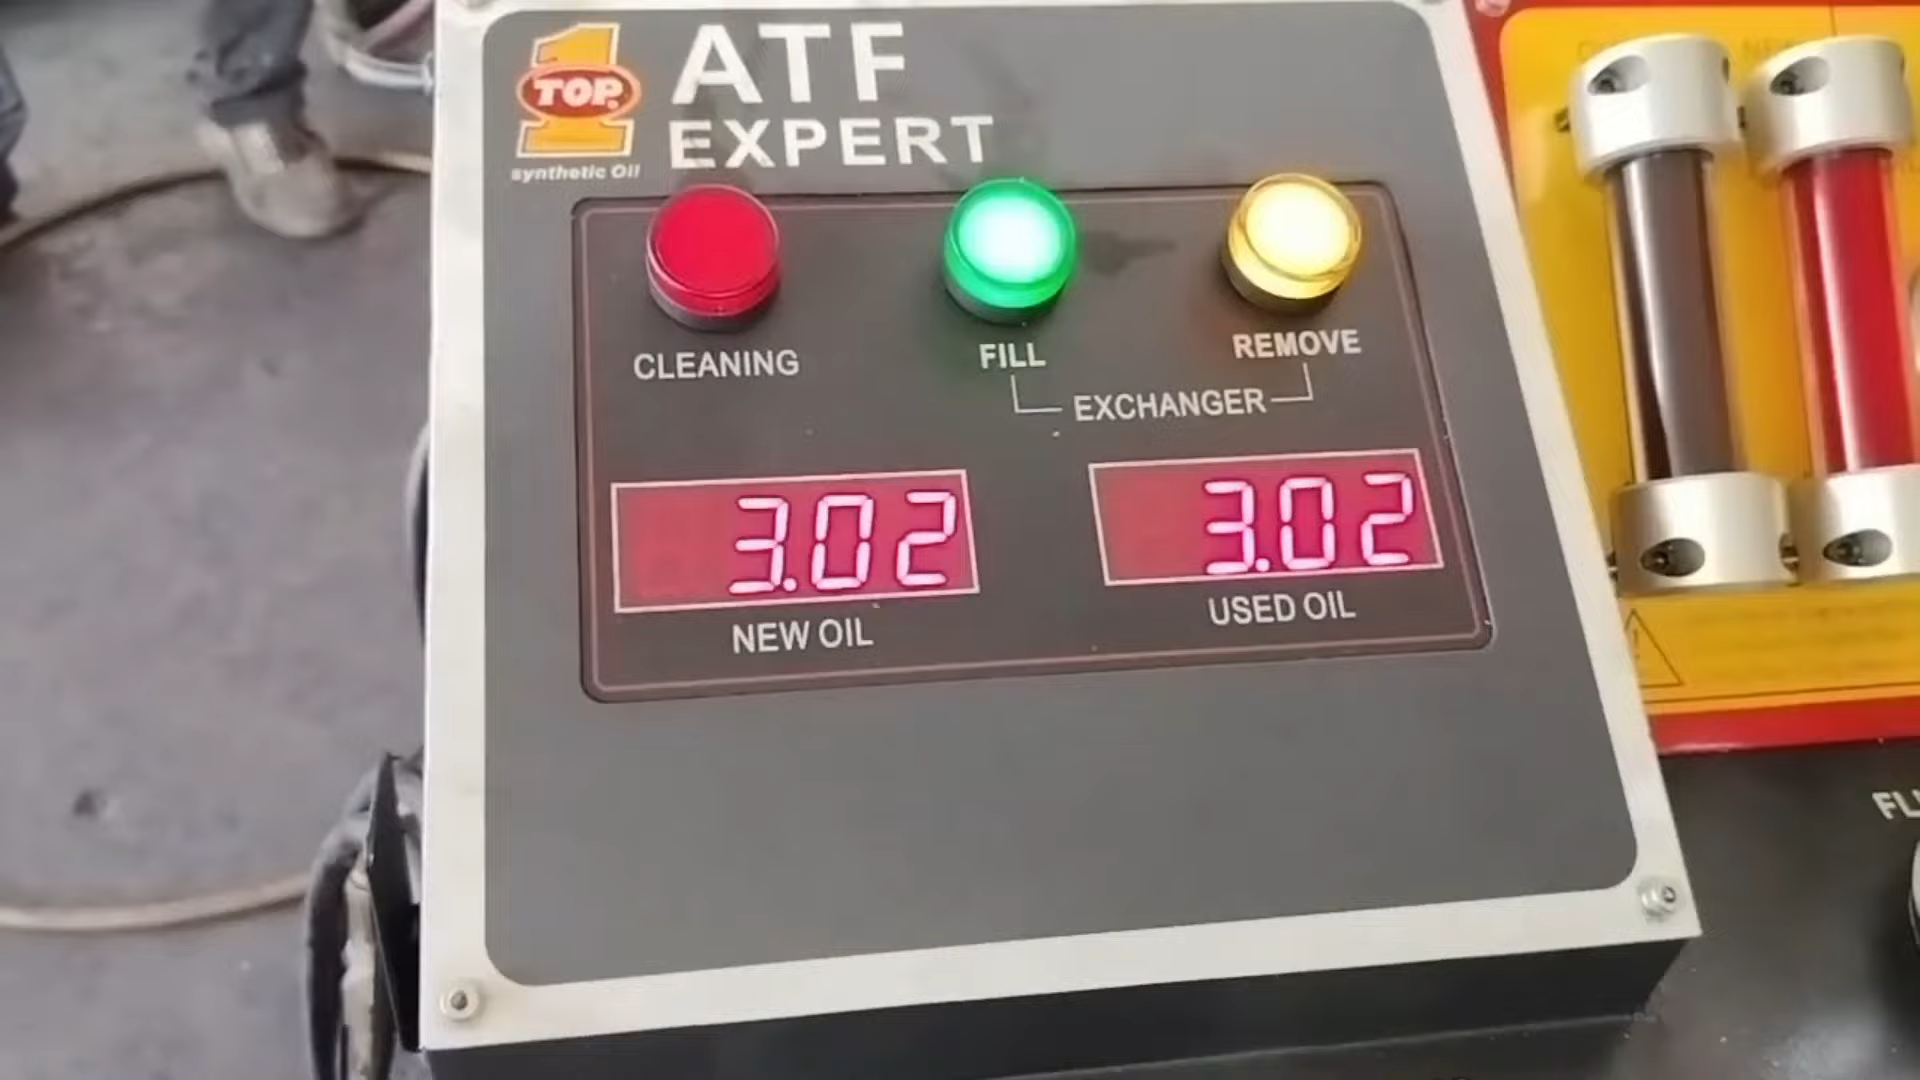 1
TOP
synthetic Oil
ATF
EXPERT
CLEANING
FILL
REMOVE
EXCHANGER
3.02
3.02
NEW OIL
USED OIL